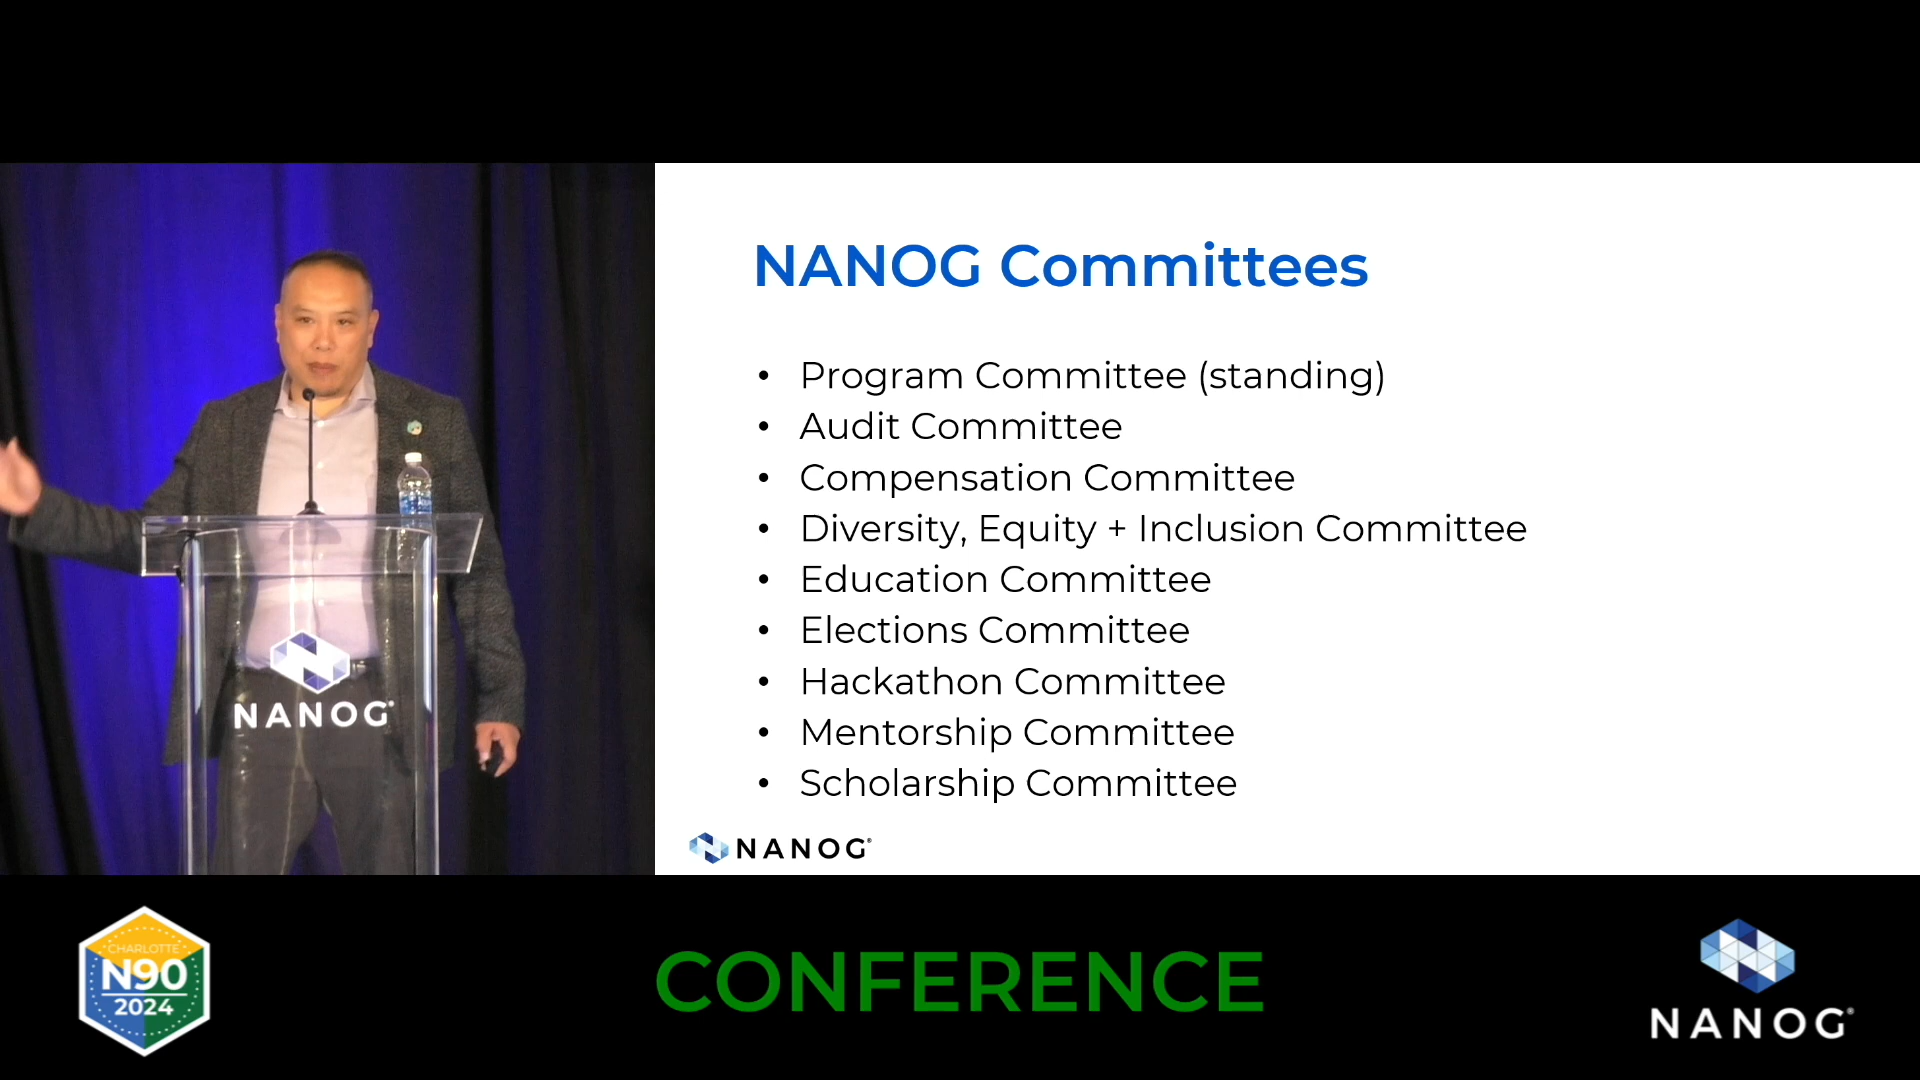 NANOG Committees
• Program Committee (standing)
• Audit Committee
• Compensation Committee
• Diversity, Equity + Inclusion Committee
• Education Committee
• Elections Committee
• Hackathon Committee
• Mentorship Committee
• Scholarship Committee
NANOG®
NANOG®
CHARLOTTE
N90
2024
CONFERENCE
NANOG®